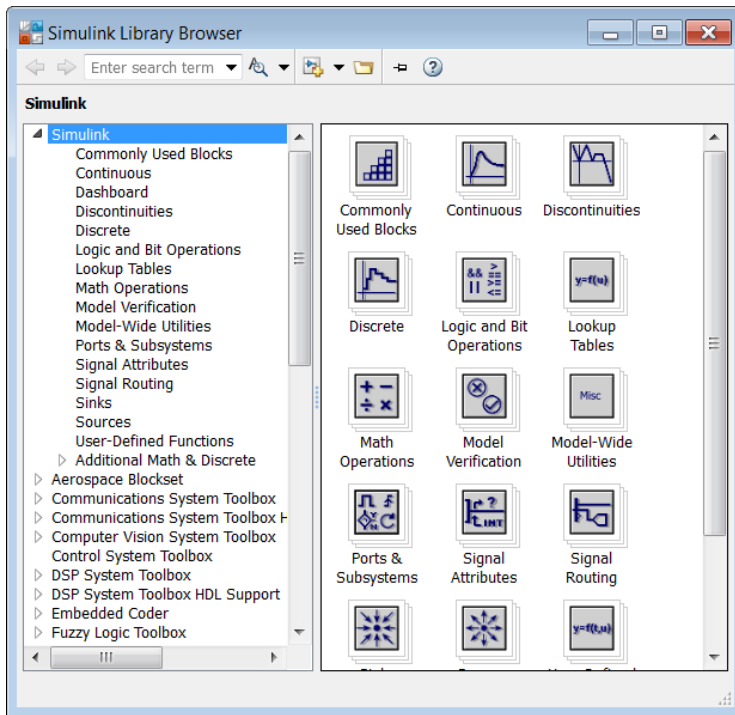 Simulink Library Browser
Enter search term
Simulink
Simulink
Commonly Used Blocks
Continuous
Dashboard
Discontinuities
Discrete
Logic and Bit Operations
Lookup Tables
Math Operations
Model Verification
Model-Wide Utilities
Ports & Subsystems
Signal Attributes
Signal Routing
Sinks
Sources
User-Defined Functions
Additional Math & Discrete
Aerospace Blockset
Communications System Toolbox
Communications System Toolbox H
Computer Vision System Toolbox
Control System Toolbox
DSP System Toolbox
DSP System Toolbox HDL Support
Embedded Coder
Fuzzy Logic Toolbox
Commonly
Used Blocks
Continuous
Discontinuities
&& >
|| ==
>=
<=
y=f(u)
Discrete
Logic and Bit
Operations
Lookup
Tables
+ −
÷ ×
Misc
Math
Operations
Model
Verification
Model-Wide
Utilities
Y
N
?
INT
Ports &
Subsystems
Signal
Attributes
Signal
Routing
y=f(t,u)